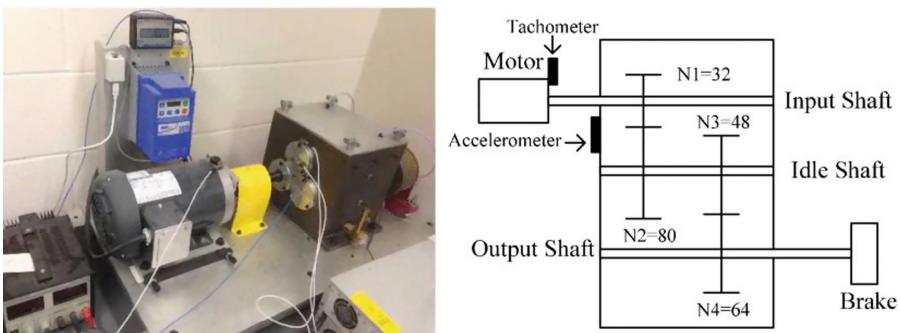 Tachometer
Motor
N1=32
Input Shaft
N3=48
Accelerometer
Idle Shaft
N2=80
Output Shaft
N4=64
Brake